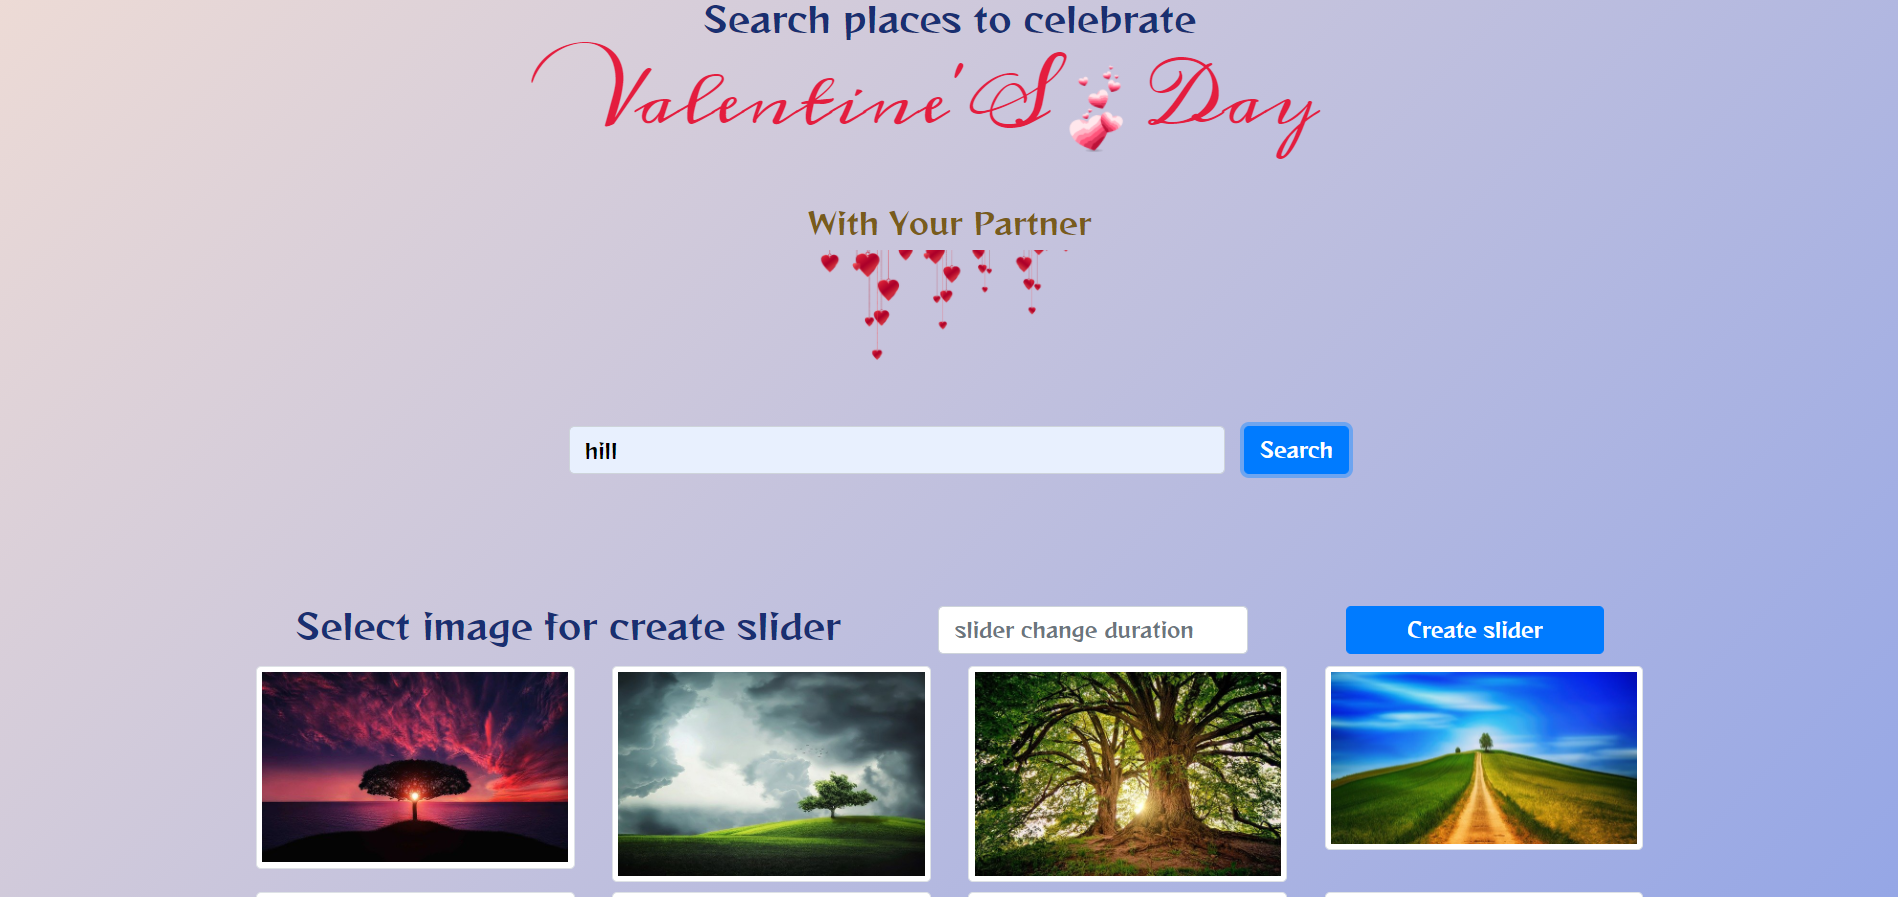 Search places to celebrate
Valentine'S Day
With Your Partner
hill
Search
Select image for create slider
slider change duration
Create slider